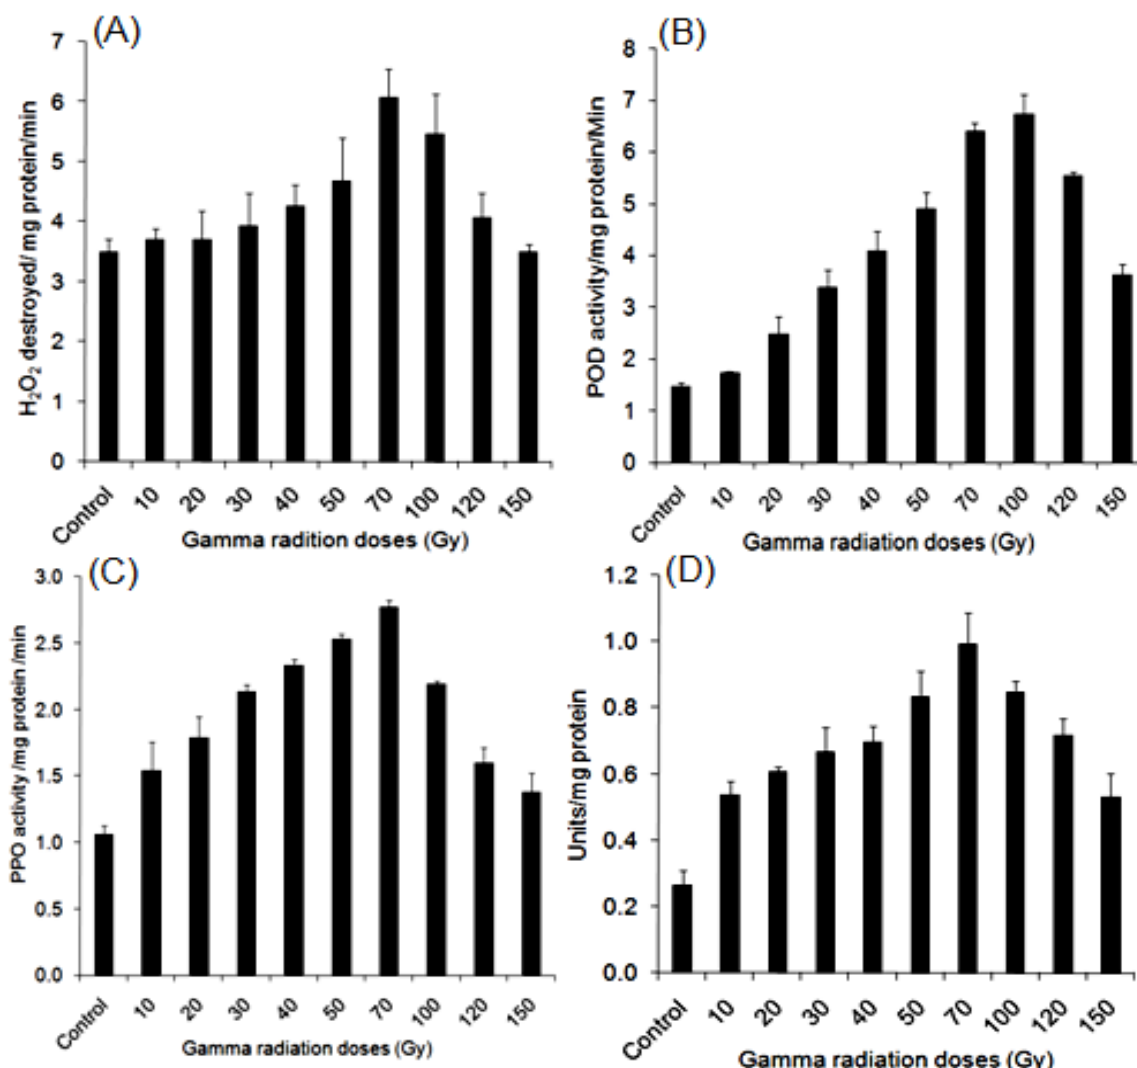 (A)
H₂O₂ destroyed/ mg protein/min
7
6
5
4
3
2
1
0
Control 10 20 30 40 50 70 100 120 150
Gamma radition doses (Gy)
(B)
POD activity/mg protein/Min
8
7
6
5
4
3
2
1
0
Control 10 20 30 40 50 70 100 120 150
Gamma radiation doses (Gy)
(C)
PPO activity /mg protein /min
3.0
2.5
2.0
1.5
1.0
0.5
0.0
Control 10 20 30 40 50 70 100 120 150
Gamma radiation doses (Gy)
(D)
Units/mg protein
1.2
1.0
0.8
0.6
0.4
0.2
0.0
Control 10 20 30 40 50 70 100 120 150
Gamma radiation doses (Gy)